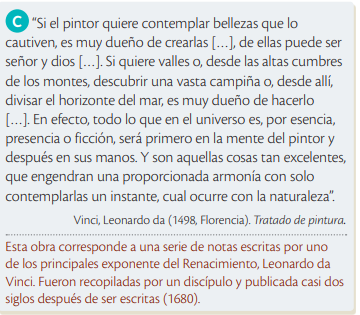 C "Si el pintor quiere contemplar bellezas que lo
cautiven, es muy dueño de crearlas [...], de ellas puede ser
señor y dios [...]. Si quiere valles o, desde las altas cumbres
de los montes, descubrir una vasta campiña o, desde allí,
divisar el horizonte del mar, es muy dueño de hacerlo
[...]. En efecto, todo lo que en el universo es, por esencia,
presencia o ficción, será primero en la mente del pintor y
después en sus manos. Y son aquellas cosas tan excelentes,
que engendran una proporcionada armonía con solo
contemplarlas un instante, cual ocurre con la naturaleza".
Vinci, Leonardo da (1498, Florencia). Tratado de pintura.
Esta obra corresponde a una serie de notas escritas por uno
de los principales exponente del Renacimiento, Leonardo da
Vinci. Fueron recopiladas por un discípulo y publicada casi dos
siglos después de ser escritas (1680).